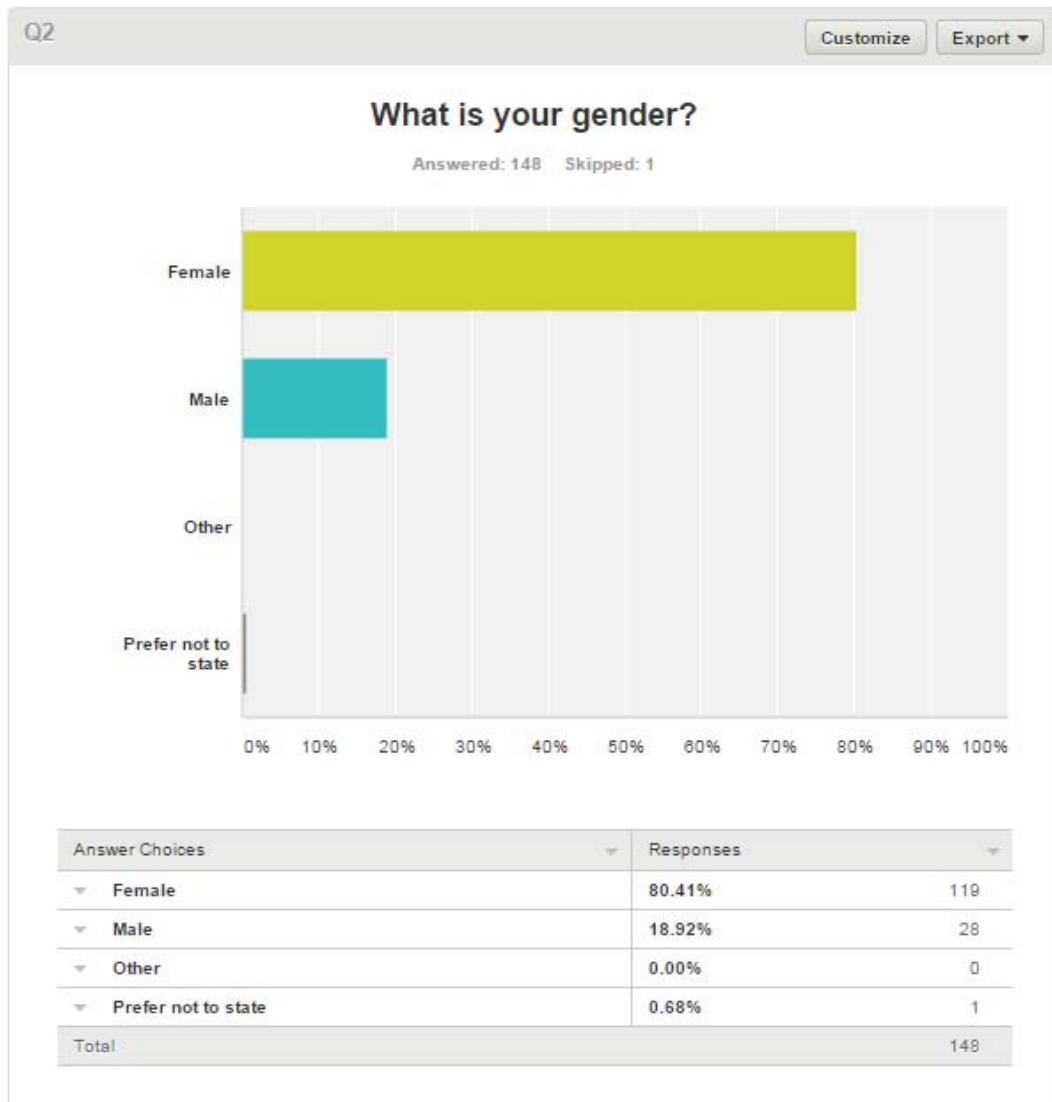 Q2
Customize
Export
What is your gender?
Answered: 148 Skipped: 1
Female
Male
Other
Prefer not to
state
0% 10% 20% 30% 40% 50% 60% 70% 80% 90% 100%
Answer Choices Responses
Female 80.41% 119
Male 18.92% 28
Other 0.00% 0
Prefer not to state 0.68% 1
Total 148